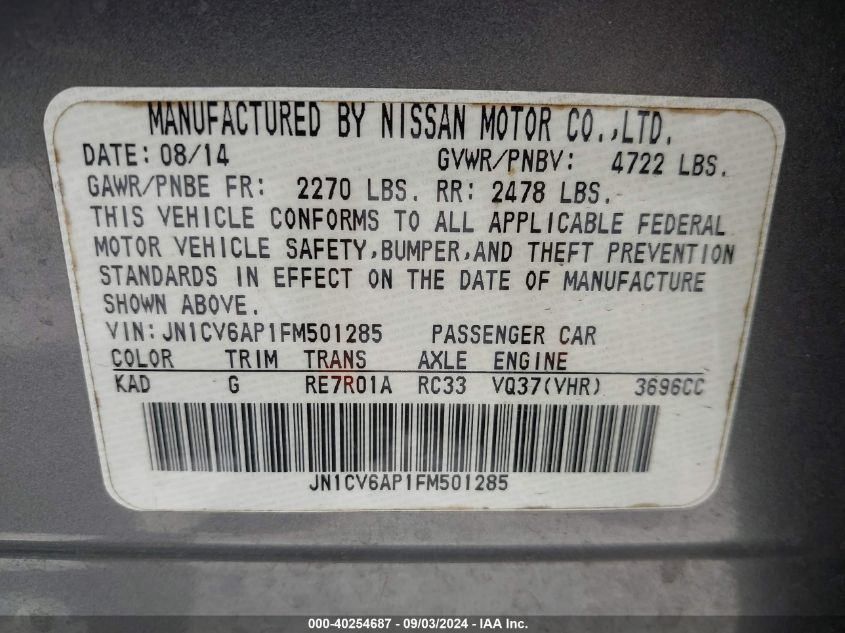 MANUFACTURED BY NISSAN MOTOR CO.,LTD.
DATE: 08/14 GVWR/PNBV: 4722 LBS.
GAWR/PNBE FR: 2270 LBS. RR: 2478 LBS.
THIS VEHICLE CONFORMS TO ALL APPLICABLE FEDERAL
MOTOR VEHICLE SAFETY,BUMPER,AND THEFT PREVENTION
STANDARDS IN EFFECT ON THE DATE OF MANUFACTURE
SHOWN ABOVE.
VIN: JN1CV6AP1FM501285 PASSENGER CAR
COLOR TRIM TRANS AXLE ENGINE
KAD G RE7R01A RC33 VQ37(VHR) 3696CC
JN1CV6AP1FM501285
000-40254687 - 09/03/2024 - IAA Inc.